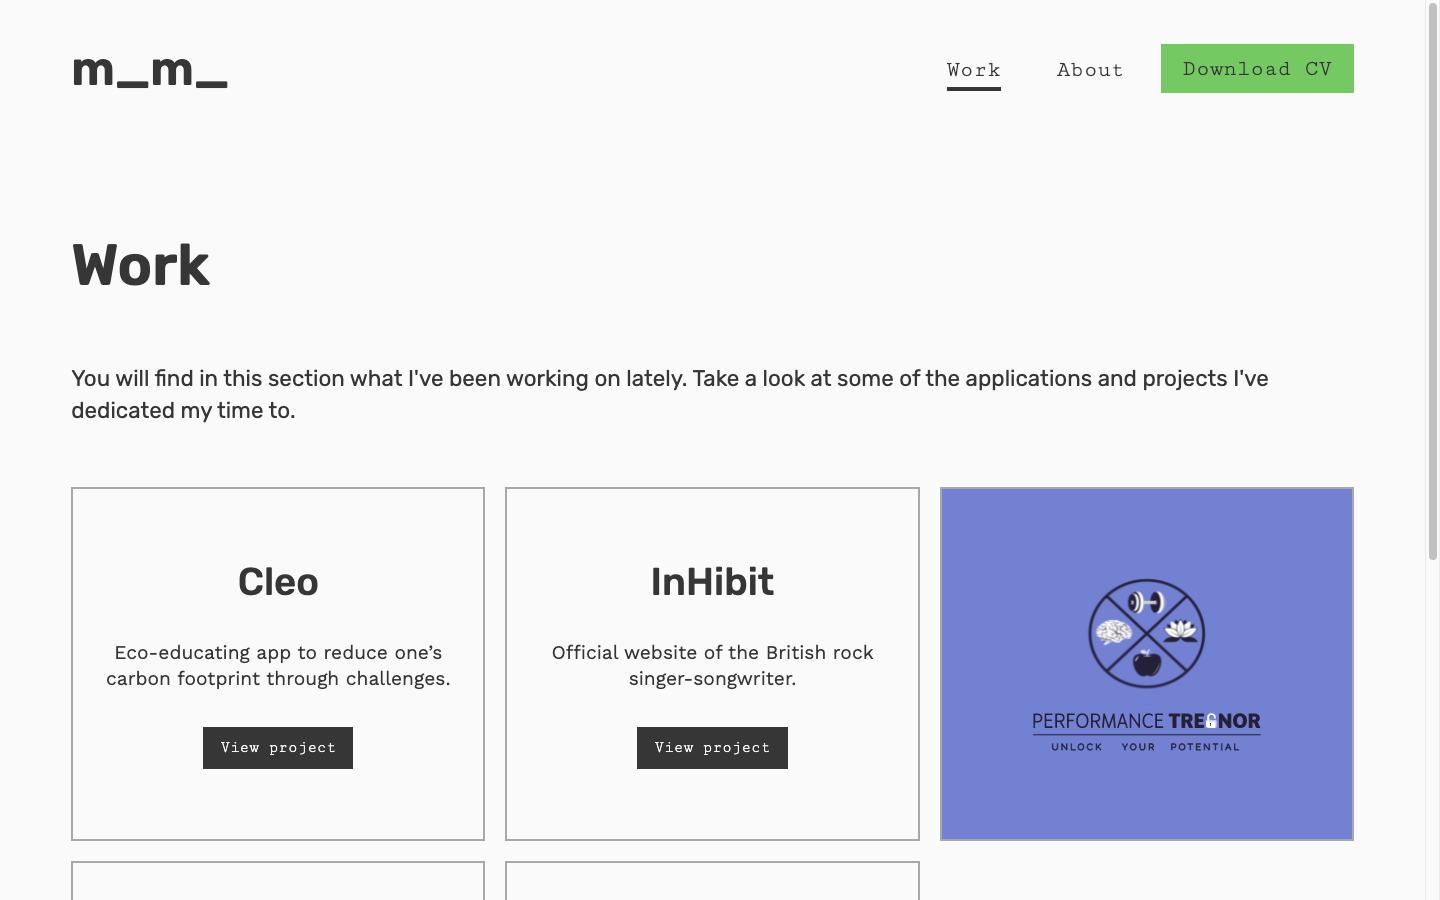 m_m_
Work
About
Download CV
Work
You will find in this section what I've been working on lately. Take a look at some of the applications and projects I've
dedicated my time to.
Cleo
Eco-educating app to reduce one’s
carbon footprint through challenges.
View project
InHibit
Official website of the British rock
singer-songwriter.
View project
PERFORMANCE TRENOR
UNLOCK YOUR POTENTIAL